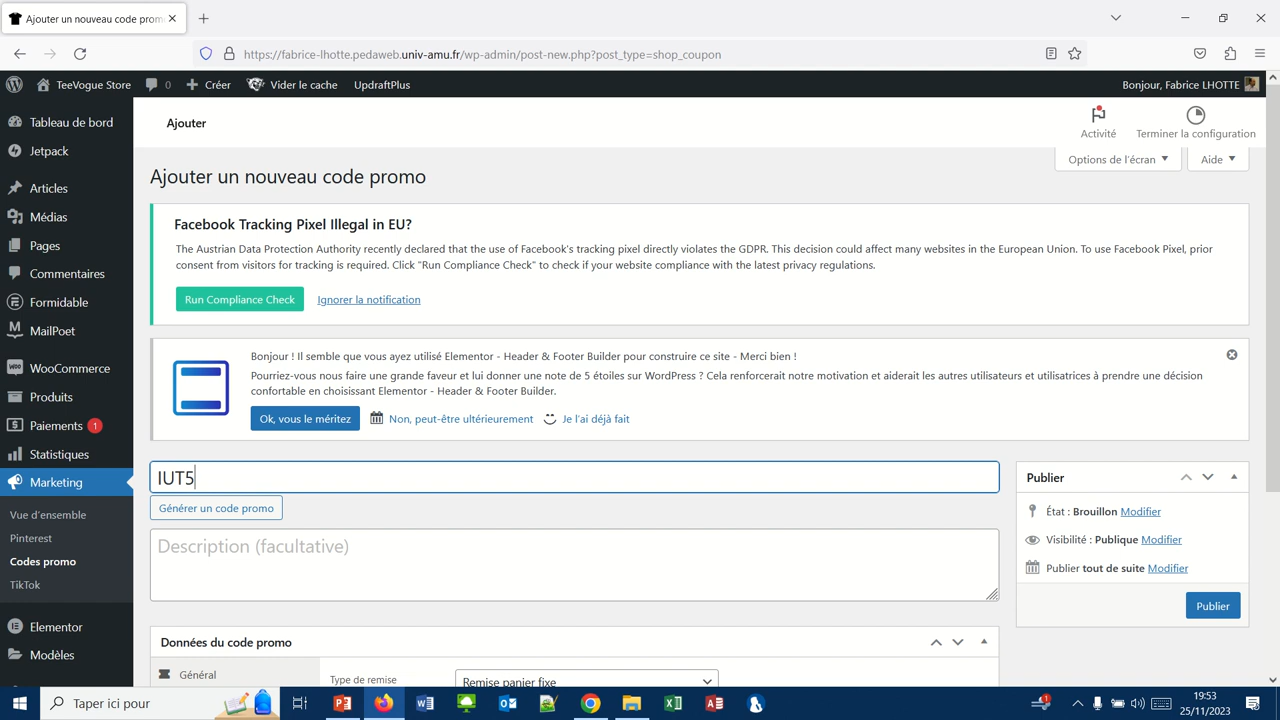 Ajouter un nouveau code prom
https://fabrice-lhotte.pedaweb.univ-amu.fr/wp-admin/post-new.php?post_type=shop_coupon
TeeVogue Store
0
Créer
Vider le cache
UpdraftPlus
Bonjour, Fabrice LHOTTE
Tableau de bord
Jetpack
Articles
Médias
Pages
Commentaires
Formidable
MailPoet
WooCommerce
Produits
Paiements 1
Statistiques
Marketing
Vue d'ensemble
Pinterest
Codes promo
TikTok
Elementor
Modèles
Ajouter
Activité
Terminer la configuration
Options de l'écran
Aide
Ajouter un nouveau code promo
Facebook Tracking Pixel Illegal in EU?
The Austrian Data Protection Authority recently declared that the use of Facebook's tracking pixel directly violates the GDPR. This decision could affect many websites in the European Union. To use Facebook Pixel, prior
consent from visitors for tracking is required. Click "Run Compliance Check" to check if your website compliance with the latest privacy regulations.
Run Compliance Check
Ignorer la notification
Bonjour ! Il semble que vous ayez utilisé Elementor - Header & Footer Builder pour construire ce site - Merci bien !
Pourriez-vous nous faire une grande faveur et lui donner une note de 5 étoiles sur WordPress ? Cela renforcerait notre motivation et aiderait les autres utilisateurs et utilisatrices à prendre une décision
confortable en choisissant Elementor - Header & Footer Builder.
Ok, vous le méritez
Non, peut-être ultérieurement
Je l'ai déjà fait
IUT5
Générer un code promo
Description (facultative)
Publier
État : Brouillon Modifier
Visibilité : Publique Modifier
Publier tout de suite Modifier
Publier
Données du code promo
Général
Type de remise
Remise panier fixe
Taper ici pour
1
19:53
25/11/2023